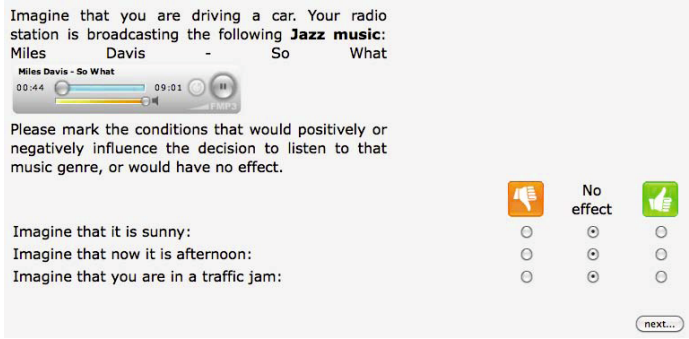 Imagine that you are driving a car. Your radio
station is broadcasting the following Jazz music:
Miles Davis - So What
Miles Davis - So What
00:44 09:01
FMP3
Please mark the conditions that would positively or
negatively influence the decision to listen to that
music genre, or would have no effect.
No
effect
Imagine that it is sunny:
Imagine that now it is afternoon:
Imagine that you are in a traffic jam:
next...